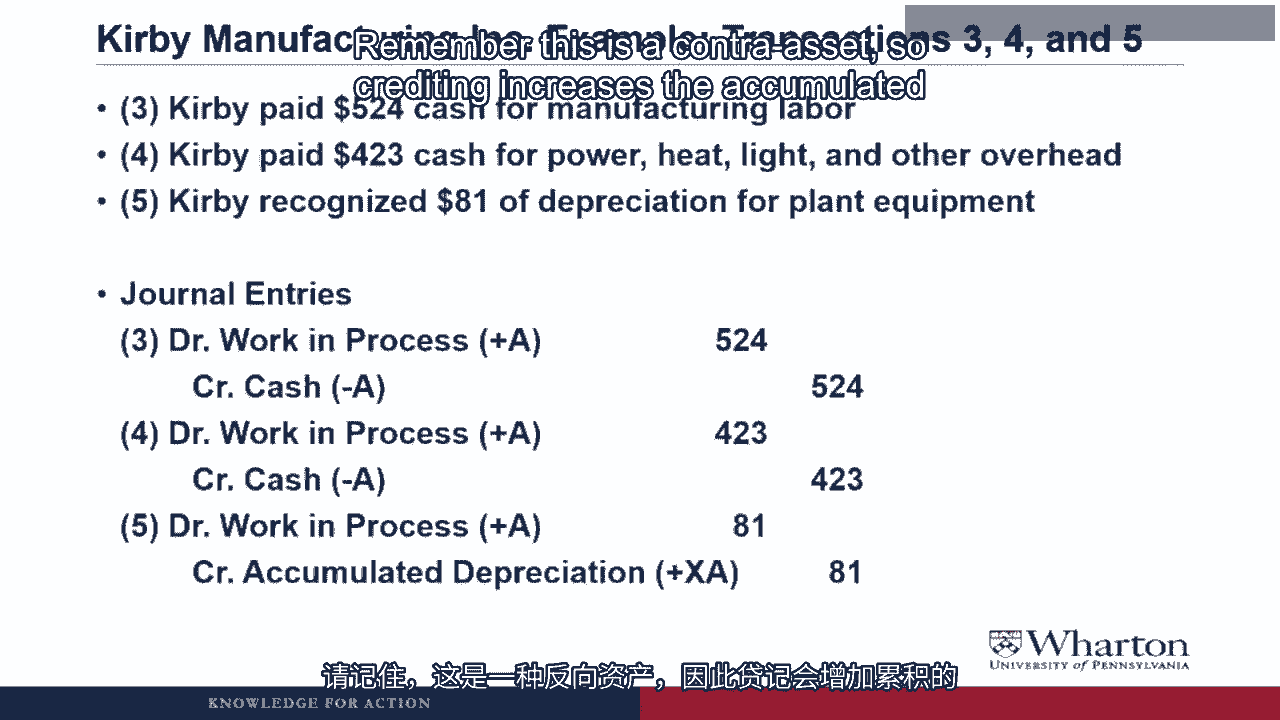 Kirby Manufacturing Inc. Example: Transactions 3, 4, and 5
Remember this is a contra-asset, so
crediting increases the accumulated
• (3) Kirby paid $524 cash for manufacturing labor
• (4) Kirby paid $423 cash for power, heat, light, and other overhead
• (5) Kirby recognized $81 of depreciation for plant equipment
• Journal Entries
(3) Dr. Work in Process (+A) 524
Cr. Cash (-A) 524
(4) Dr. Work in Process (+A) 423
Cr. Cash (-A) 423
(5) Dr. Work in Process (+A) 81
Cr. Accumulated Depreciation (+XA) 81
Wharton
UNIVERSITY of PENNSYLVANIA
请记住，这是一种反向资产，因此贷记会增加累积的
KNOWLEDGE FOR ACTION